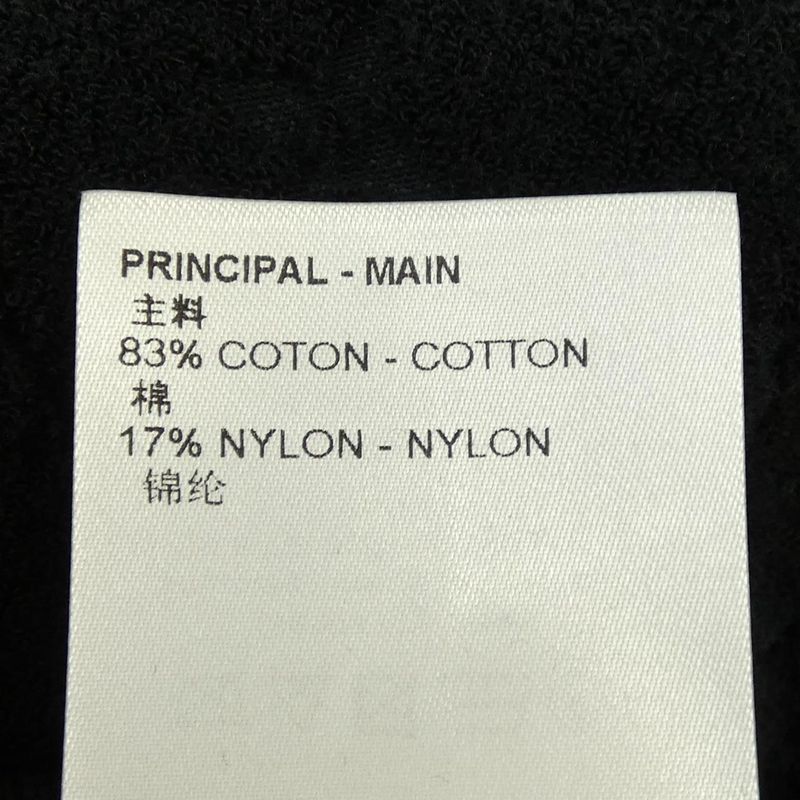 PRINCIPAL - MAIN
主料
83% COTON - COTTON
棉
17% NYLON - NYLON
锦纶